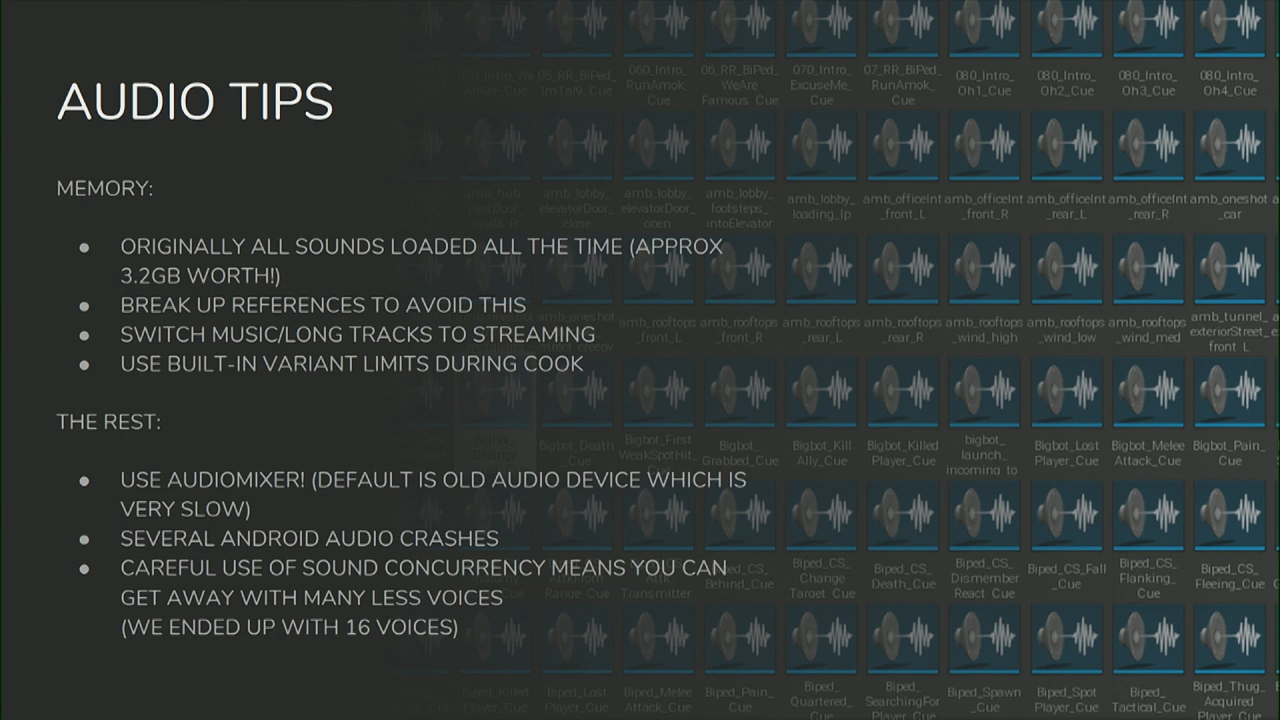 AUDIO TIPS
MEMORY:
● ORIGINALLY ALL SOUNDS LOADED ALL THE TIME (APPROX
3.2GB WORTH!)
● BREAK UP REFERENCES TO AVOID THIS
● SWITCH MUSIC/LONG TRACKS TO STREAMING
● USE BUILT-IN VARIANT LIMITS DURING COOK
THE REST:
● USE AUDIOMIXER! (DEFAULT IS OLD AUDIO DEVICE WHICH IS
VERY SLOW)
● SEVERAL ANDROID AUDIO CRASHES
● CAREFUL USE OF SOUND CONCURRENCY MEANS YOU CAN
GET AWAY WITH MANY LESS VOICES
(WE ENDED UP WITH 16 VOICES)
060_Intro_
RunAmok_
Cue
06_RR_BiPed_
WeAre
Famous_Cue
070_Intro_
ExcuseMe_
Cue
07_RR_BiPed_
RunAmok_
Cue
080_Intro_
Oh1_Cue
080_Intro_
Oh2_Cue
080_Intro_
Oh3_Cue
080_Intro_
Oh4_Cue
amb_lobby_
elevatorDoor_
close
amb_lobby_
elevatorDoor_
open
amb_lobby_
footsteps_
intoElevator
amb_lobby_
loading_lp
amb_officeInt
_front_L
amb_officeInt
_front_R
amb_officeInt
_rear_L
amb_officeInt
_rear_R
amb_oneshot
_car
amb_rooftops
_front_L
amb_rooftops
_front_R
amb_rooftops
_rear_L
amb_rooftops
_rear_R
amb_rooftops
_wind_high
amb_rooftops
_wind_low
amb_rooftops
_wind_med
amb_tunnel_
exteriorStreet_
front_L
Bigbot_Death
_Cue
Bigbot_First
WeakSpotHit_
Bigbot_
Grabbed_Cue
Bigbot_Kill
Ally_Cue
Bigbot_Killed
Player_Cue
bigbot_
launch_
incoming_to
Bigbot_Lost
Player_Cue
Bigbot_Melee
Attack_Cue
Bigbot_Pain_
Cue
Biped_CS_
Behind_Cue
Biped_CS_
Change
Target_Cue
Biped_CS_
Death_Cue
Biped_CS_
Dismember
React_Cue
Biped_CS_Fall
_Cue
Biped_CS_
Flanking_
Cue
Biped_CS_
Fleeing_Cue
Biped_Killed
Player_Cue
Biped_Lost
Player_Cue
Biped_Melee
Attack_Cue
Biped_Pain_
Cue
Biped_
Quartered_
Cue
Biped_
SearchingFor
Player_Cue
Biped_Spawn
_Cue
Biped_Spot
Player_Cue
Biped_
Tactical_Cue
Biped_Thug_
Acquired
Player_Cue